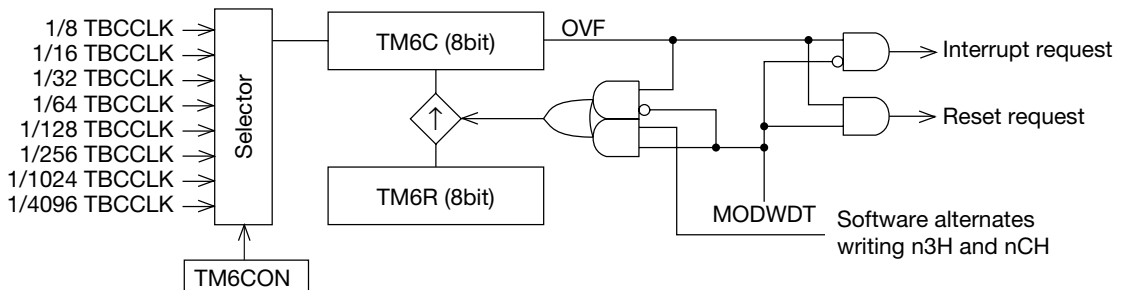 1/8 TBCCLK
1/16 TBCCLK
1/32 TBCCLK
1/64 TBCCLK
1/128 TBCCLK
1/256 TBCCLK
1/1024 TBCCLK
1/4096 TBCCLK
Selector
TM6CON
TM6C (8bit)
OVF
TM6R (8bit)
Interrupt request
Reset request
MODWDT
Software alternates
writing n3H and nCH